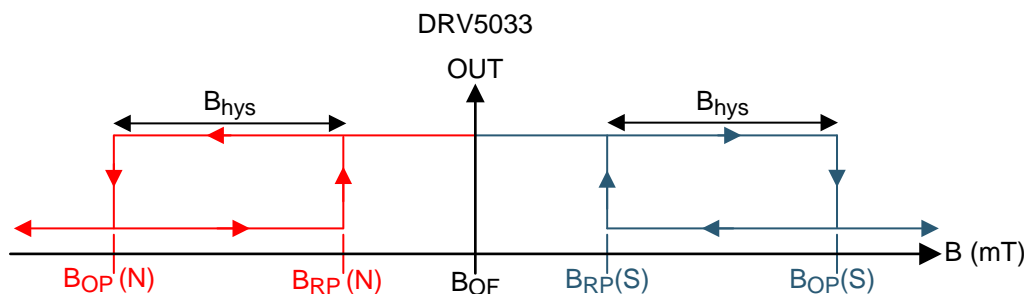 DRV5033
OUT
Bhys
Bhys
B (mT)
BOP (N)
BRP (N)
BOF
BRP(S)
BOP(S)